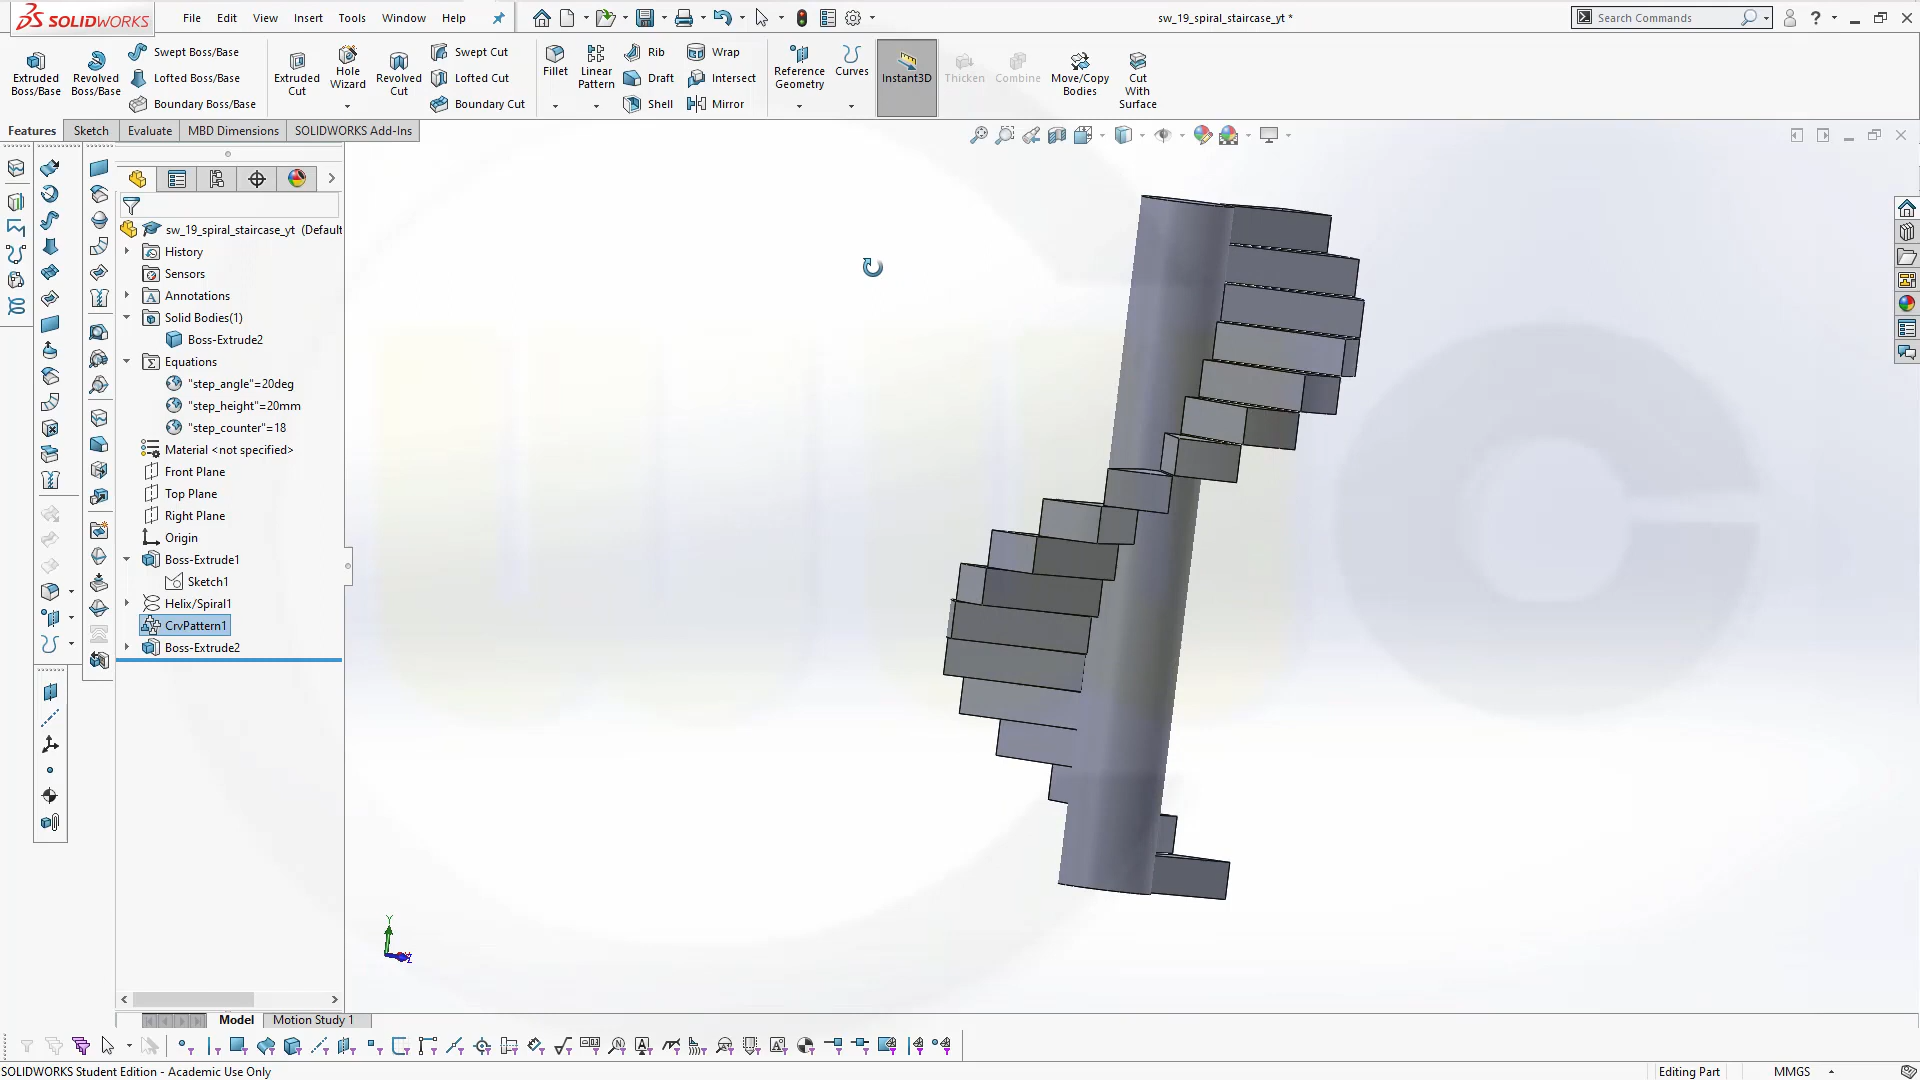 SOLIDWORKS File Edit View Insert Tools Window Help sw_19_spiral_staircase_yt * Search Commands
Extruded Boss/Base
Revolved Boss/Base
Swept Boss/Base
Lofted Boss/Base
Boundary Boss/Base
Extruded Cut
Hole Wizard
Revolved Cut
Swept Cut
Lofted Cut
Boundary Cut
Fillet
Linear Pattern
Rib
Draft
Shell
Wrap
Intersect
Mirror
Reference Geometry
Curves
Instant3D
Thicken
Combine
Move/Copy Bodies
Cut With Surface
Features Sketch Evaluate MBD Dimensions SOLIDWORKS Add-Ins
sw_19_spiral_staircase_yt (Default
History
Sensors
Annotations
Solid Bodies(1)
Boss-Extrude2
Equations
"step_angle"=20deg
"step_height"=20mm
"step_counter"=18
Material <not specified>
Front Plane
Top Plane
Right Plane
Origin
Boss-Extrude1
Sketch1
Helix/Spiral1
CrvPattern1
Boss-Extrude2
Y
Z
Model Motion Study 1
SOLIDWORKS Student Edition - Academic Use Only Editing Part MMGS